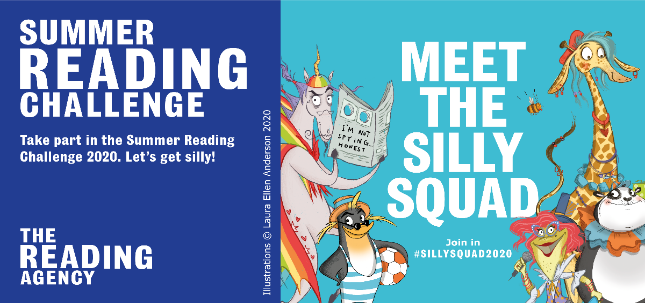 SUMMER
READING
CHALLENGE
Take part in the Summer Reading
Challenge 2020. Let's get silly!
THE
READING
AGENCY
Illustrations © Laura Ellen Anderson 2020
I'M NOT
SPYING.
HONEST
MEET
THE
SILLY
SQUAD
Join in
#SILLYSQUAD2020